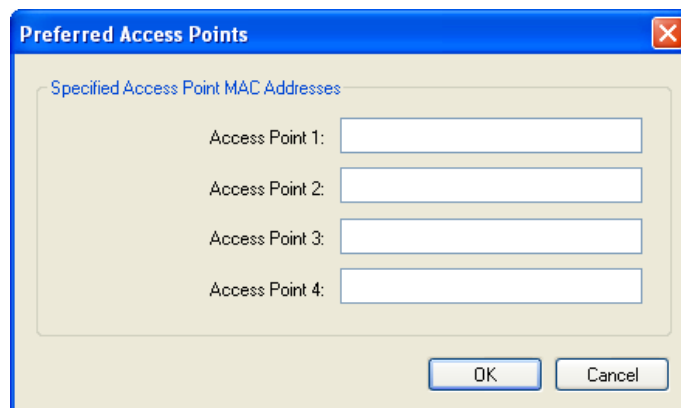 Preferred Access Points
Specified Access Point MAC Addresses
Access Point 1:
Access Point 2:
Access Point 3:
Access Point 4:
OK Cancel